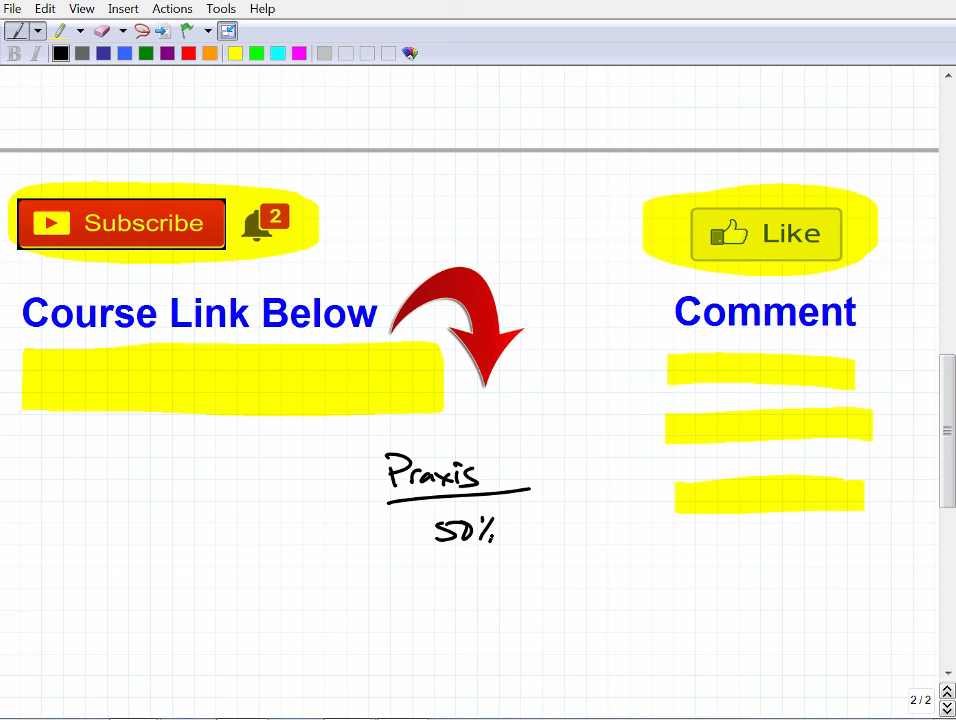 File Edit View Insert Actions Tools Help
B I
Subscribe 2
Like
Course Link Below
Comment
Praxis
50%
2 / 2